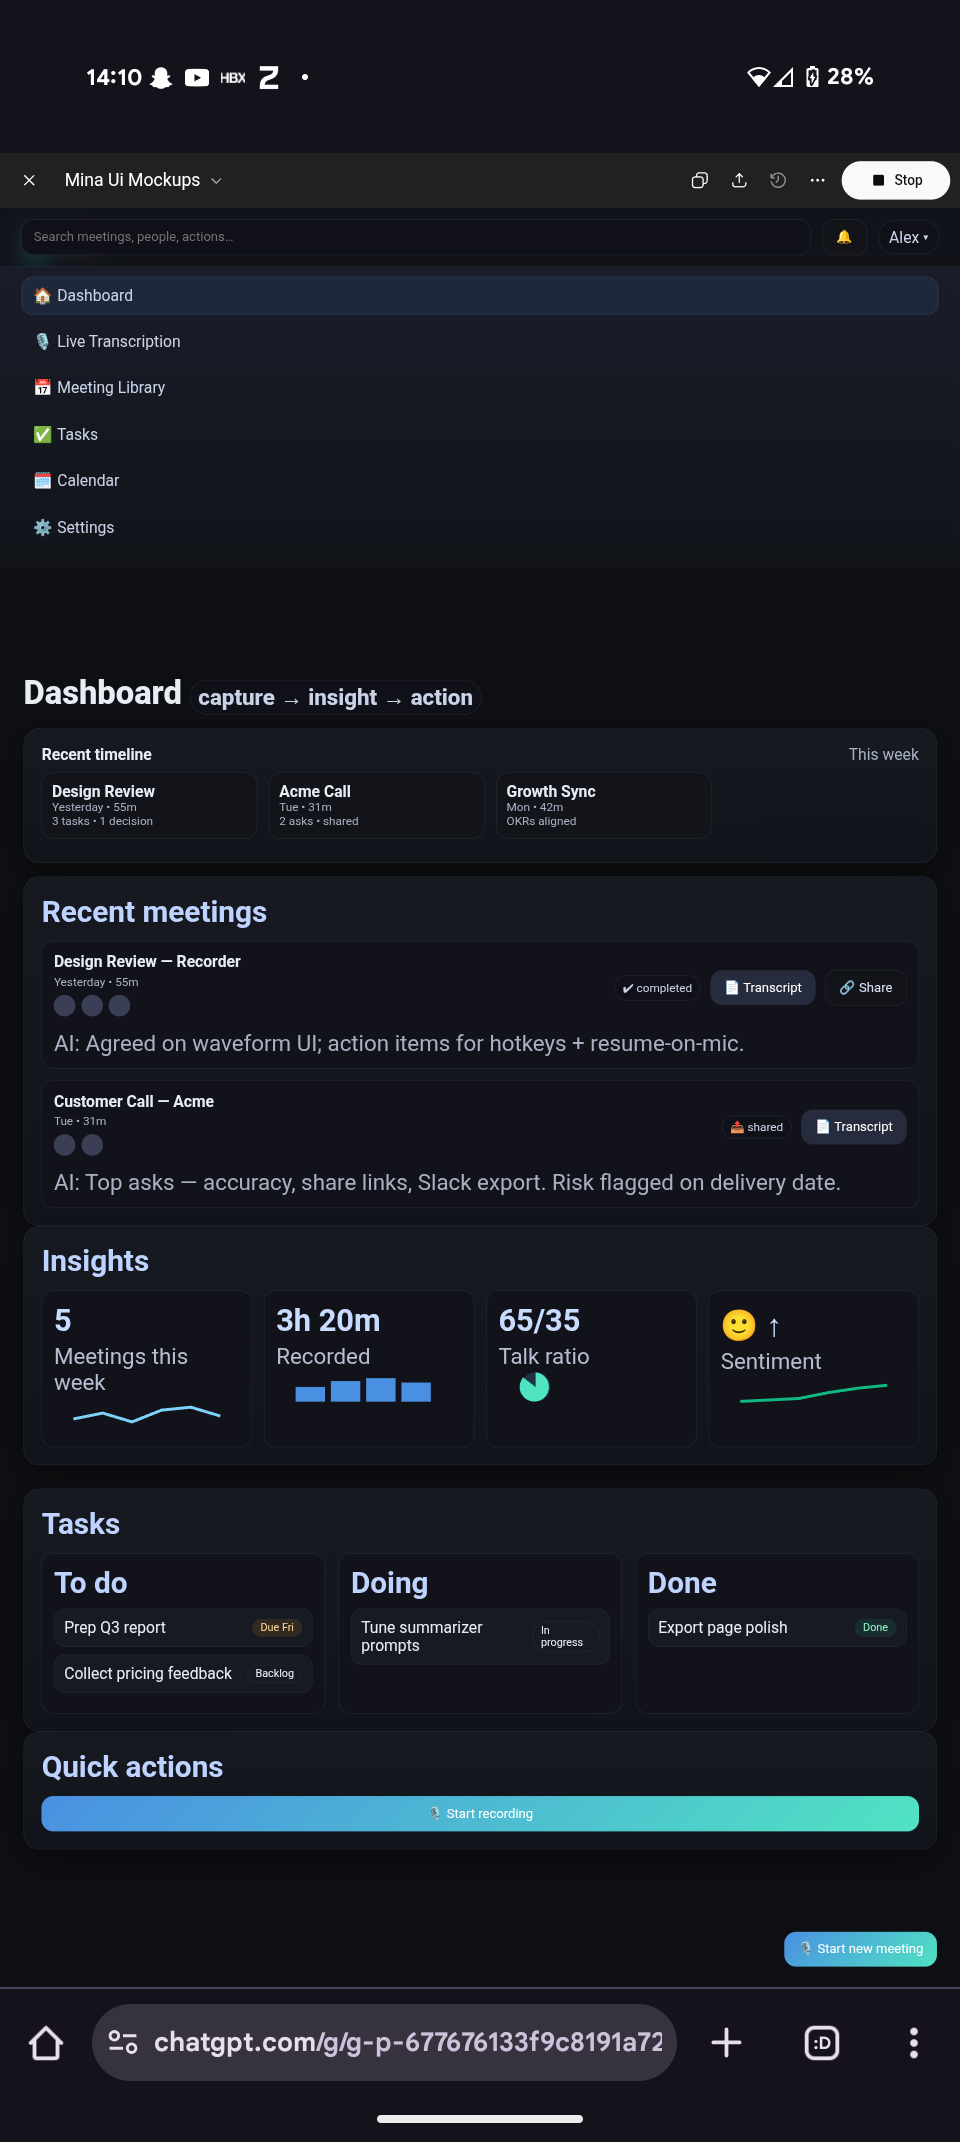 14:10 HBX 28%
Mina Ui Mockups Stop
Search meetings, people, actions… Alex ▾
Dashboard
Live Transcription
Meeting Library
Tasks
Calendar
Settings
Dashboard capture → insight → action
Recent timeline This week
Design Review
Yesterday • 55m
3 tasks • 1 decision
Acme Call
Tue • 31m
2 asks • shared
Growth Sync
Mon • 42m
OKRs aligned
Recent meetings
Design Review — Recorder
Yesterday • 55m
✔ completed Transcript Share
AI: Agreed on waveform UI; action items for hotkeys + resume-on-mic.
Customer Call — Acme
Tue • 31m
shared Transcript
AI: Top asks — accuracy, share links, Slack export. Risk flagged on delivery date.
Insights
5
Meetings this
week
3h 20m
Recorded
65/35
Talk ratio
🙂 ↑
Sentiment
Tasks
To do
Prep Q3 report Due Fri
Collect pricing feedback Backlog
Doing
Tune summarizer
prompts
In
progress
Done
Export page polish Done
Quick actions
Start recording
Start new meeting
chatgpt.com/g/g-p-677676133f9c8191a72
:D